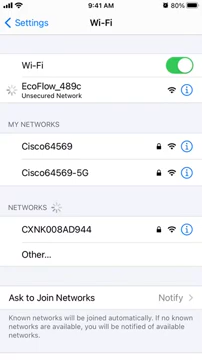 9:41 AM
80%
Settings
Wi-Fi
Wi-Fi
EcoFlow_489c
Unsecured Network
MY NETWORKS
Cisco64569
Cisco64569-5G
NETWORKS
CXNK008AD944
Other...
Ask to Join Networks
Notify
Known networks will be joined automatically. If no known
networks are available, you will be notified of available
networks.